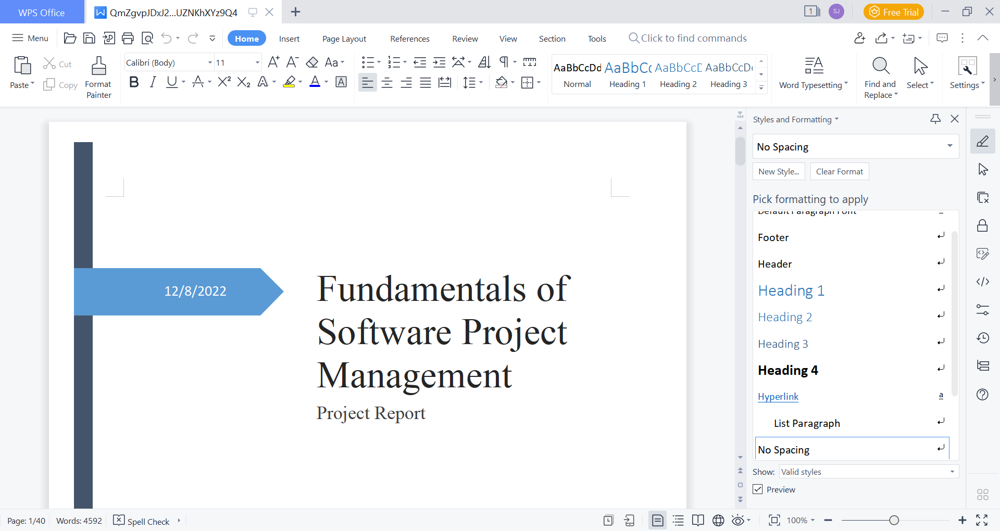 WPS Office
QmZgvpJDxJ2...UZNKhXYz9Q4
1
SJ
Free Trial
Menu
Home
Insert
Page Layout
References
Review
View
Section
Tools
Click to find commands
Paste
Cut
Copy
Format
Painter
Calibri (Body)
11
AaBbCcDd
Normal
AaBbCc
Heading 1
AaBbCcD
Heading 2
AaBbCcD
Heading 3
Word Typesetting
Find and
Replace
Select
Settings
12/8/2022
Fundamentals of
Software Project
Management
Project Report
Styles and Formatting
No Spacing
New Style...
Clear Format
Pick formatting to apply
Default Paragraph Font
Footer
Header
Heading 1
Heading 2
Heading 3
Heading 4
Hyperlink
List Paragraph
No Spacing
Show:
Valid styles
Preview
Page: 1/40
Words: 4592
Spell Check
100%